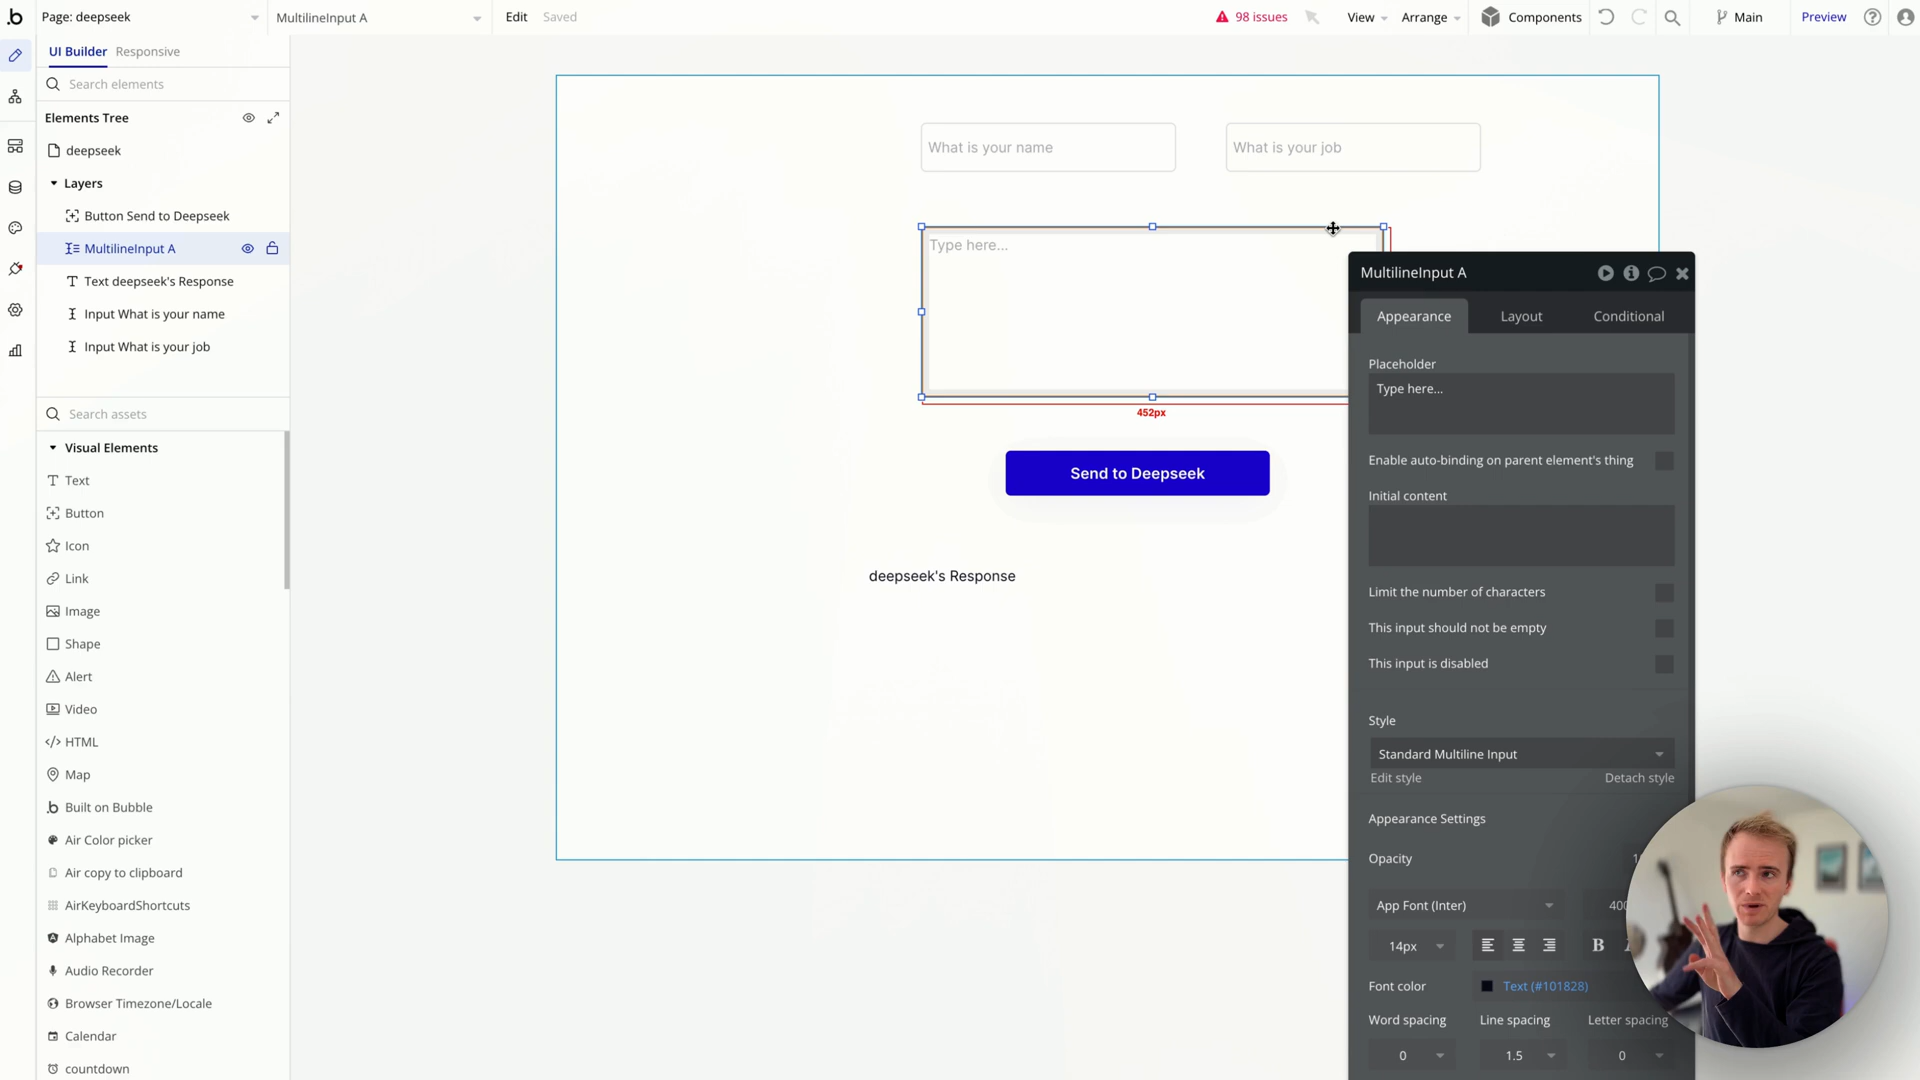 Page: deepseek
MultilineInput A
Edit
Saved
98 issues
View
Arrange
Components
Main
Preview
UI Builder
Responsive
Search elements
Elements Tree
deepseek
Layers
Button Send to Deepseek
MultilineInput A
Text deepseek's Response
Input What is your name
Input What is your job
Search assets
Visual Elements
Text
Button
Icon
Link
Image
Shape
Alert
Video
HTML
Map
Built on Bubble
Air Color picker
Air copy to clipboard
AirKeyboardShortcuts
Alphabet Image
Audio Recorder
Browser Timezone/Locale
Calendar
countdown
What is your name
What is your job
Type here...
452px
Send to Deepseek
deepseek's Response
MultilineInput A
Appearance
Layout
Conditional
Placeholder
Type here...
Enable auto-binding on parent element's thing
Initial content
Limit the number of characters
This input should not be empty
This input is disabled
Style
Standard Multiline Input
Edit style
Detach style
Appearance Settings
Opacity
App Font (Inter)
400
14px
B
Font color
Text (#101828)
Word spacing
Line spacing
Letter spacing
0
1.5
0